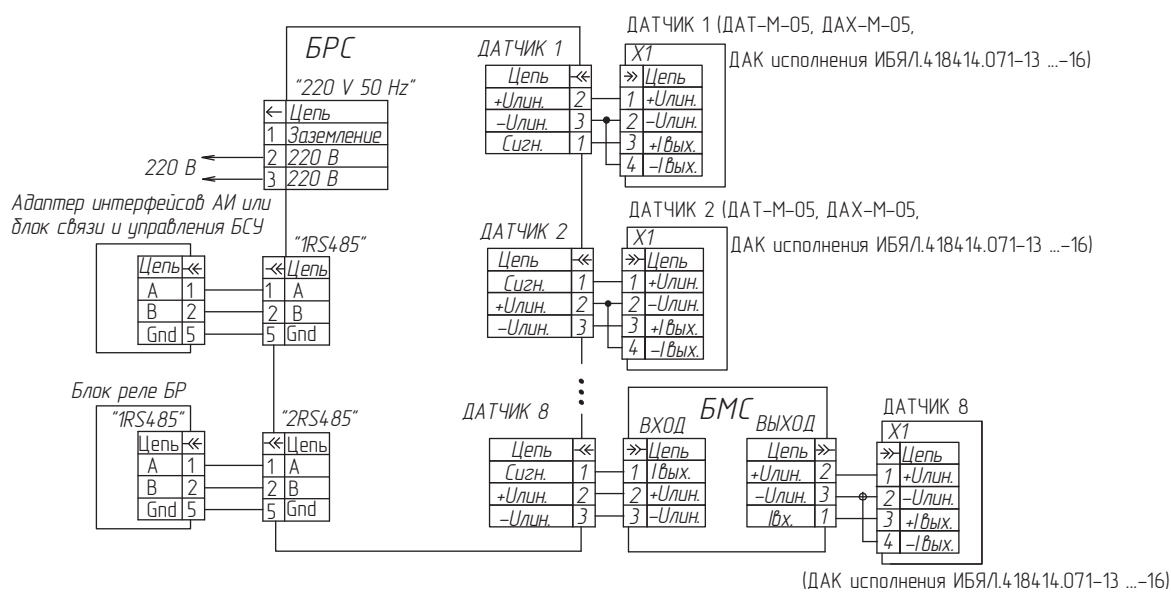 БРС
"220 V 50 Hz"
← Цепь
1 Заземление
2 220 В
3 220 В
220 В
Адаптер интерфейсов АИ или
блок связи и управления БСУ
Цепь
A 1
B 2
Gnd 5
"1RS485"
Цепь
1 A
2 B
5 Gnd
Блок реле БР
"1RS485"
Цепь
A 1
B 2
Gnd 5
"2RS485"
Цепь
1 A
2 B
5 Gnd
ДАТЧИК 1
Цепь
+Uлин. 2
–Uлин. 3
Сигн. 1
ДАТЧИК 1 (ДАТ–М–05, ДАХ–М–05,
ДАК исполнения ИБЯЛ.418414.071–13 ...–16)
X1
Цепь
1 +Uлин.
2 –Uлин.
3 +Iвых.
4 –Iвых.
ДАТЧИК 2
Цепь
Сигн. 1
+Uлин. 2
–Uлин. 3
ДАТЧИК 2 (ДАТ–М–05, ДАХ–М–05,
ДАК исполнения ИБЯЛ.418414.071–13 ...–16)
X1
Цепь
1 +Uлин.
2 –Uлин.
3 +Iвых.
4 –Iвых.
ДАТЧИК 8
Цепь
Сигн. 1
+Uлин. 2
–Uлин. 3
БМС
ВХОД
Цепь
1 Iвых.
2 +Uлин.
3 –Uлин.
ВЫХОД
Цепь
+Uлин. 2
–Uлин. 3
Iвх. 1
ДАТЧИК 8
X1
Цепь
1 +Uлин.
2 –Uлин.
3 +Iвых.
4 –Iвых.
(ДАК исполнения ИБЯЛ.418414.071–13 ...–16)